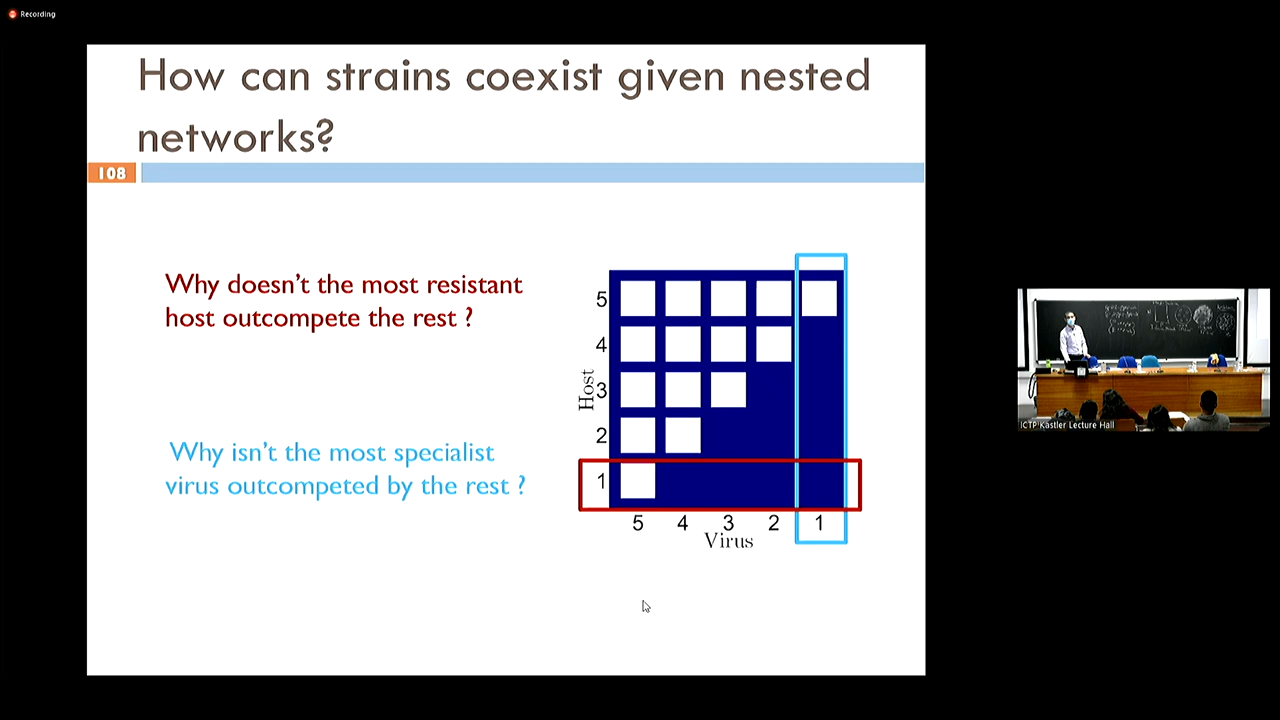 Recording
How can strains coexist given nested
networks?
108
Why doesn't the most resistant
host outcompete the rest ?
Why isn't the most specialist
virus outcompeted by the rest ?
Host
5
4
3
2
1
5 4 3 2 1
Virus
ICTP Kastler Lecture Hall